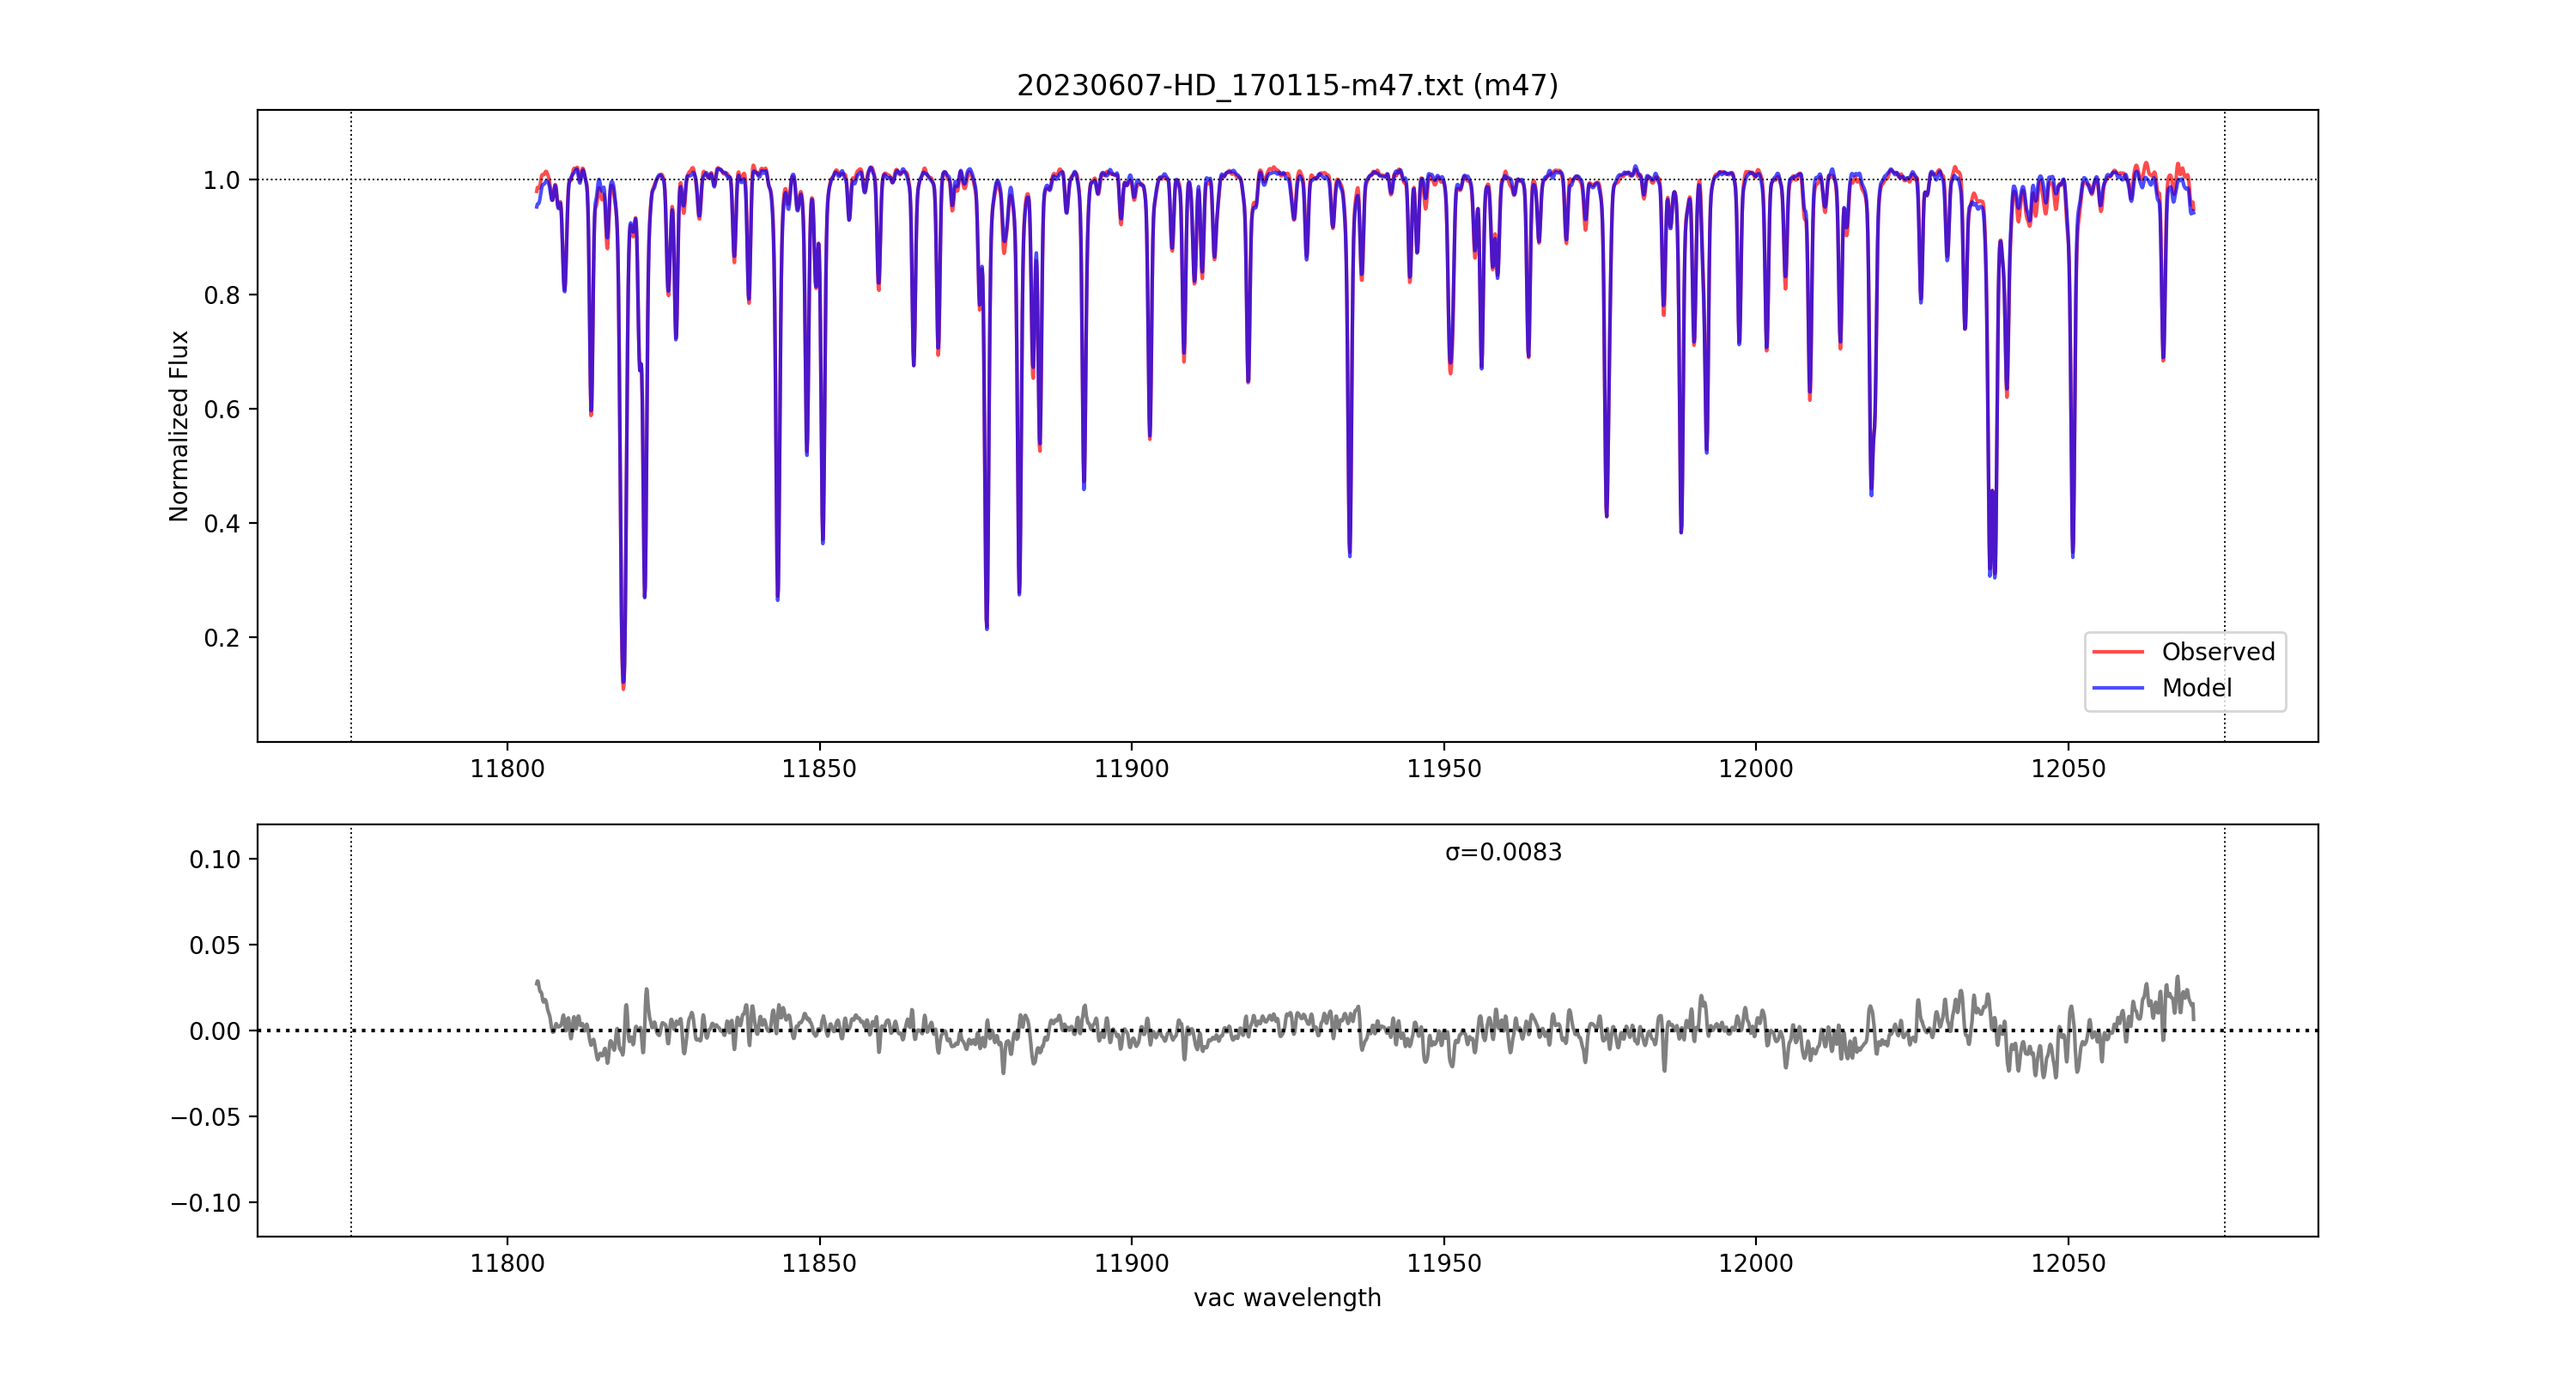 20230607-HD_170115-m47.txt (m47)
Normalized Flux
1.0
0.8
0.6
0.4
0.2
Observed
Model
11800 11850 11900 11950 12000 12050
σ=0.0083
0.10
0.05
0.00
−0.05
−0.10
11800 11850 11900 11950 12000 12050
vac wavelength